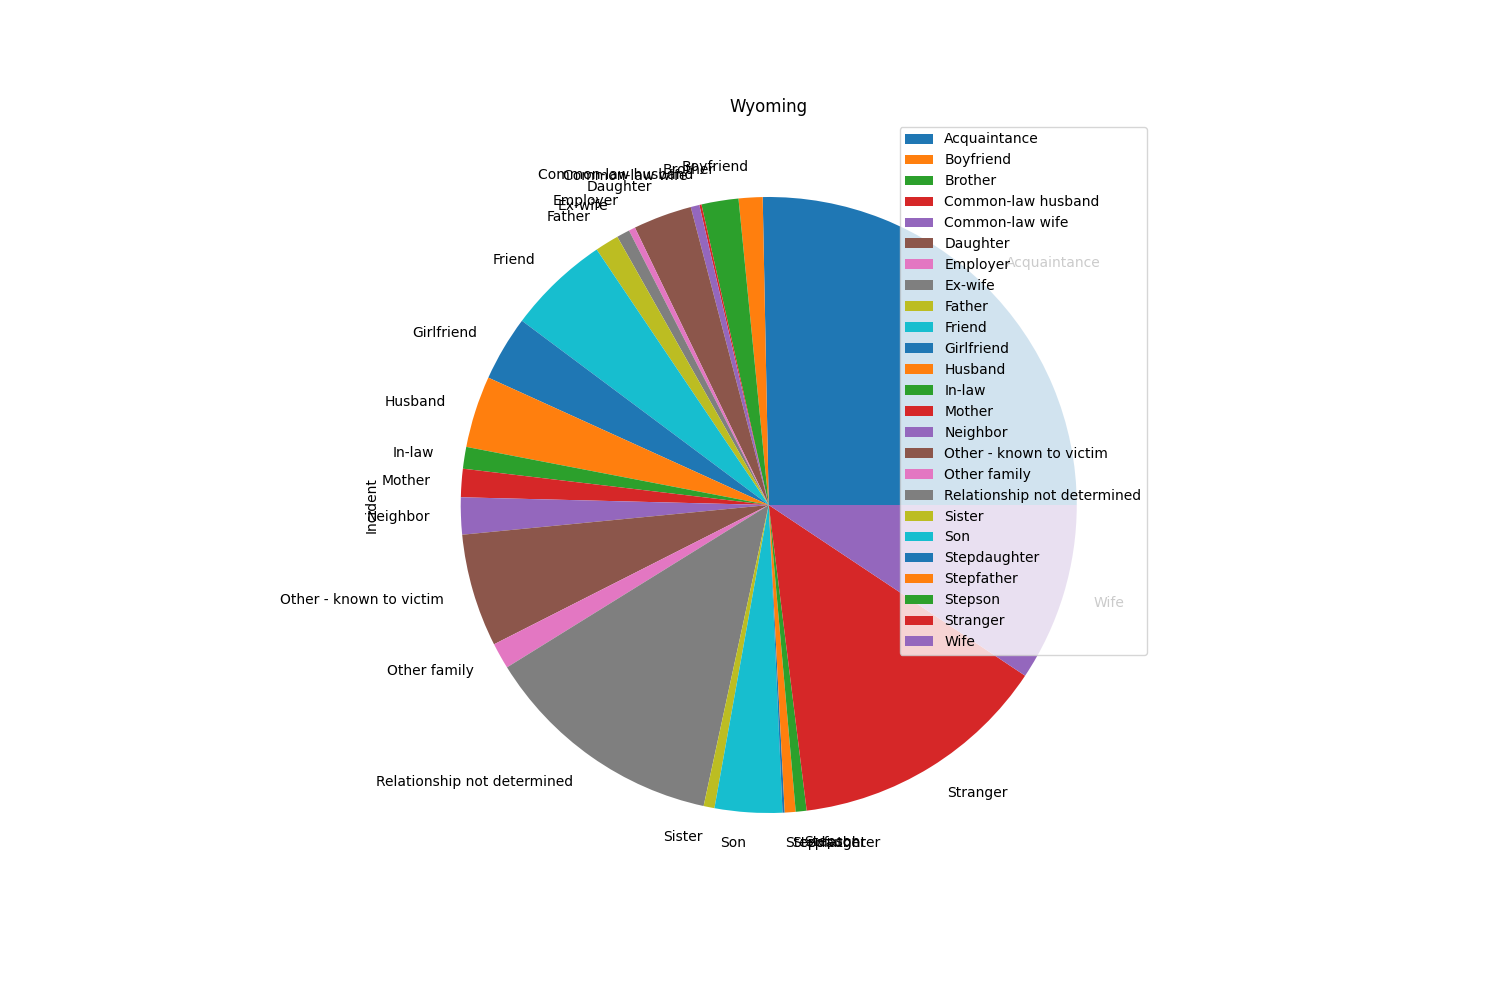 Wyoming
Acquaintance
Boyfriend
Brother
Common-law husband
Common-law wife
Daughter
Employer
Ex-wife
Father
Friend
Girlfriend
Husband
In-law
Mother
Neighbor
Other - known to victim
Other family
Relationship not determined
Sister
Son
Stepdaughter
Stepfather
Stepson
Stranger
Wife
Acquaintance
Boyfriend
Brother
Common-law husband
Common-law wife
Daughter
Employer
Ex-wife
Father
Friend
Girlfriend
Husband
In-law
Mother
Incident
Neighbor
Other - known to victim
Other family
Relationship not determined
Sister
Son
Stepdaughter
Stepfather
Stepson
Stranger
Wife